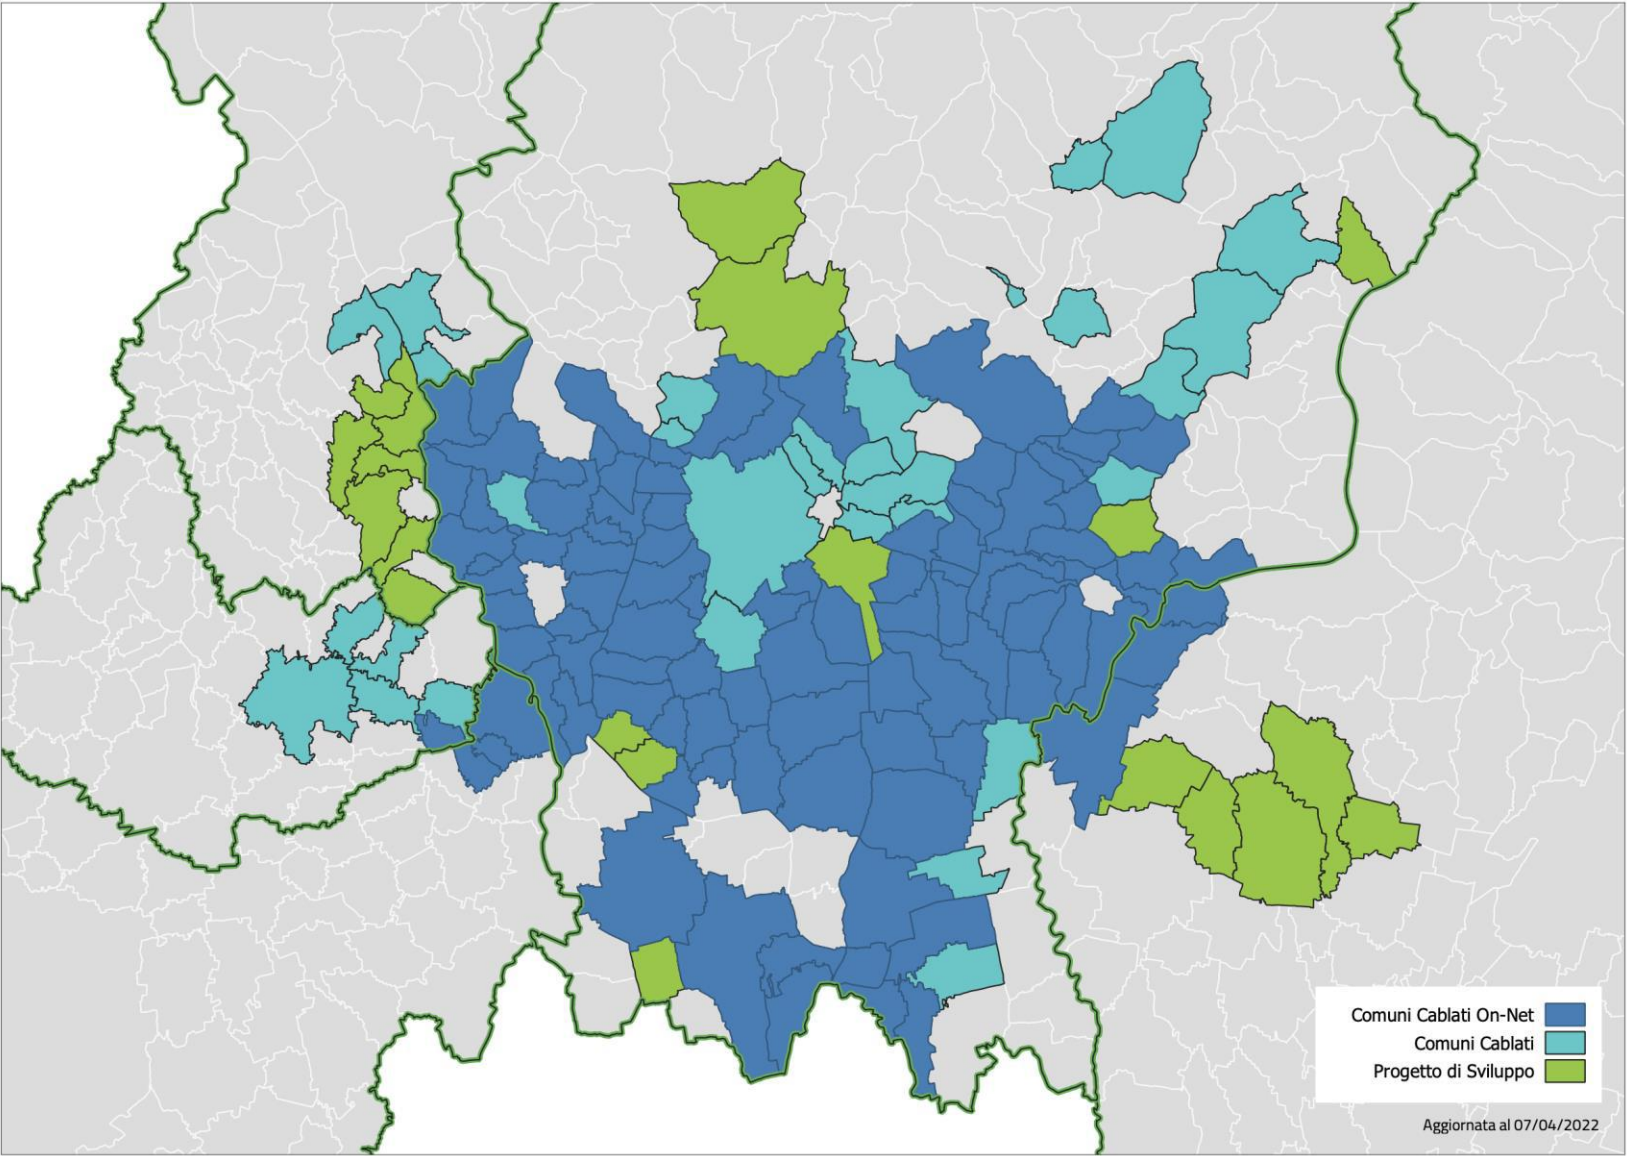 Comuni Cablati On-Net
Comuni Cablati
Progetto di Sviluppo
Aggiornata al 07/04/2022